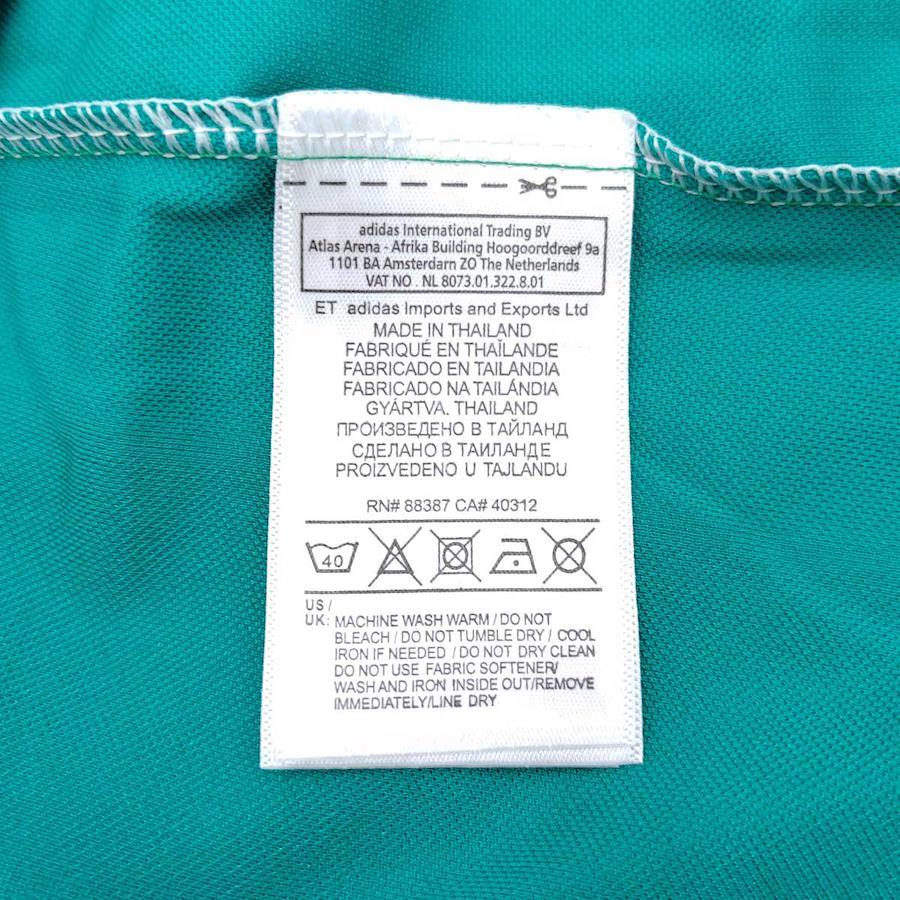 adidas International Trading BV
Atlas Arena - Afrika Building Hoogoorddreef 9a
1101 BA Amsterdarn ZO The Netherlands
VAT NO . NL 8073.01.322.8.01
ET adidas Imports and Exports Ltd
MADE IN THAILAND
FABRIQUÉ EN THAÏLANDE
FABRICADO EN TAILANDIA
FABRICADO NA TAILÁNDIA
GYÁRTVA. THAILAND
ПРОИЗВЕДЕНО В ТАЙЛАНД
СДЕЛАНО В ТАИЛАНДЕ
PROIZVEDENO U TAJLANDU
RN# 88387 CA# 40312
40
US /
UK: MACHINE WASH WARM / DO NOT
BLEACH / DO NOT TUMBLE DRY / COOL
IRON IF NEEDED / DO NOT DRY CLEAN
DO NOT USE FABRIC SOFTENER/
WASH AND IRON INSIDE OUT/REMOVE
IMMEDIATELY/LINE DRY